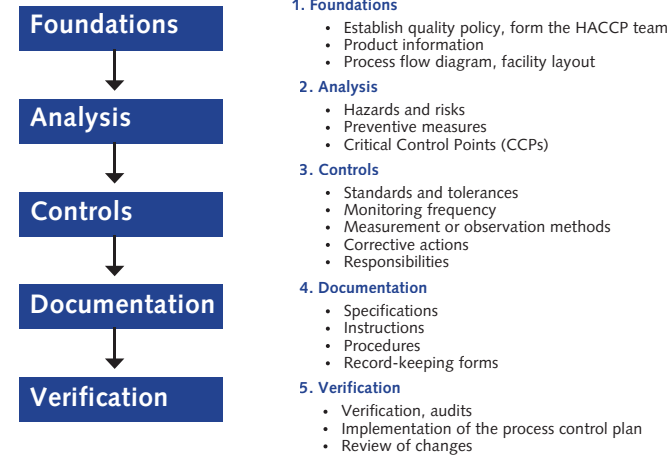 Foundations
Analysis
Controls
Documentation
Verification
1. Foundations
• Establish quality policy, form the HACCP team
• Product information
• Process flow diagram, facility layout
2. Analysis
• Hazards and risks
• Preventive measures
• Critical Control Points (CCPs)
3. Controls
• Standards and tolerances
• Monitoring frequency
• Measurement or observation methods
• Corrective actions
• Responsibilities
4. Documentation
• Specifications
• Instructions
• Procedures
• Record-keeping forms
5. Verification
• Verification, audits
• Implementation of the process control plan
• Review of changes